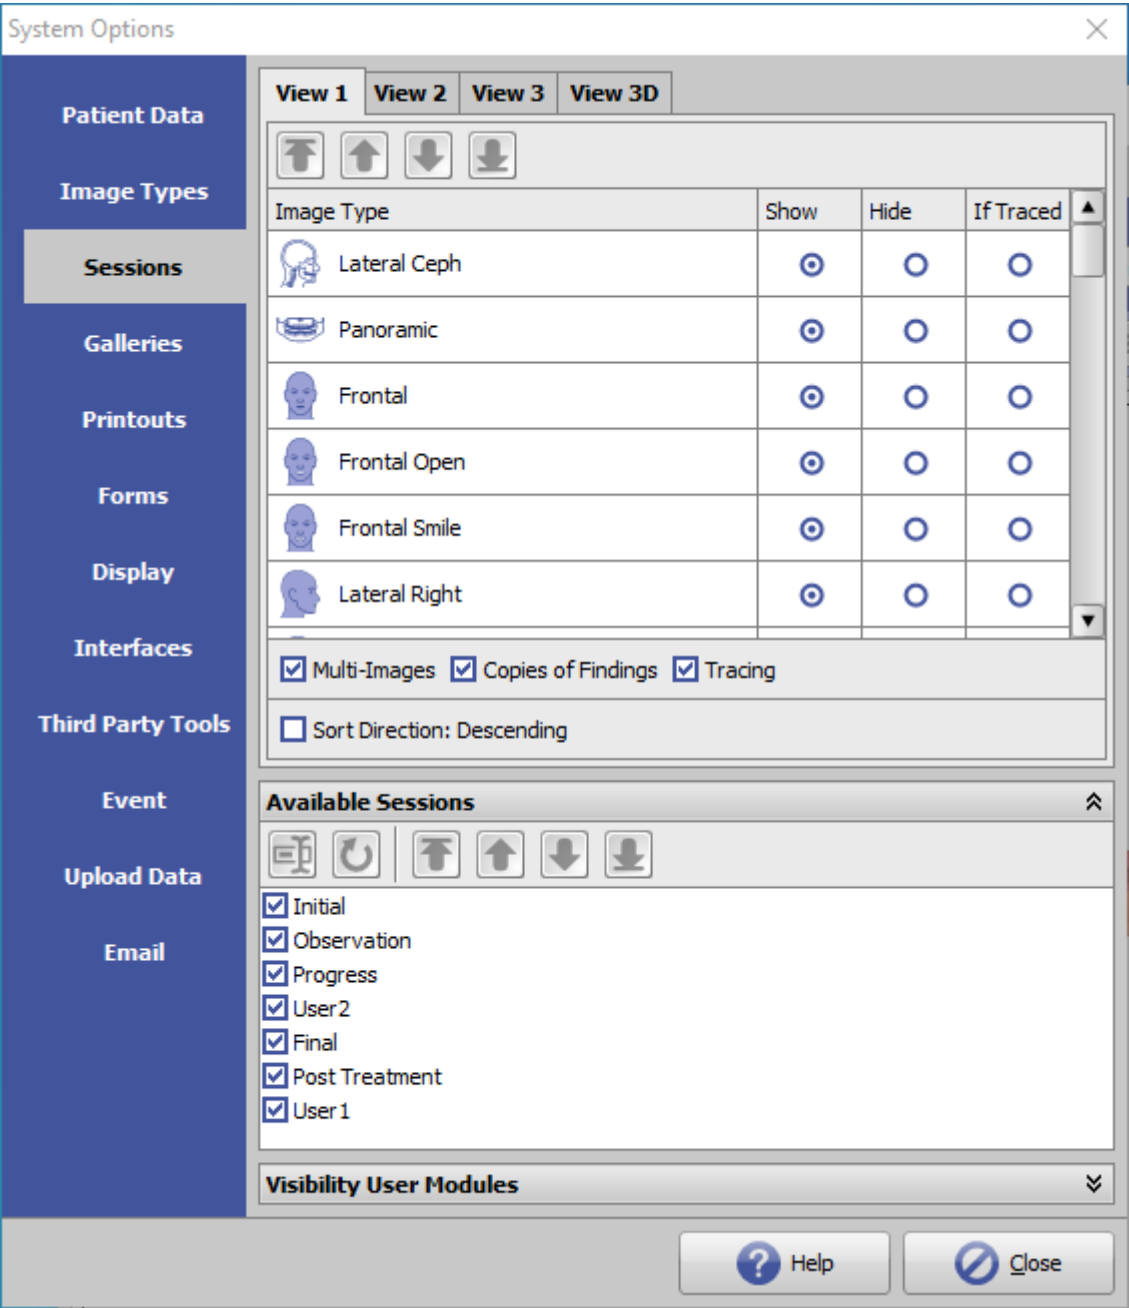 System Options
Patient Data
Image Types
Sessions
Galleries
Printouts
Forms
Display
Interfaces
Third Party Tools
Event
Upload Data
Email
View 1 View 2 View 3 View 3D
Image Type Show Hide If Traced
Lateral Ceph
Panoramic
Frontal
Frontal Open
Frontal Smile
Lateral Right
Multi-Images Copies of Findings Tracing
Sort Direction: Descending
Available Sessions
Initial
Observation
Progress
User2
Final
Post Treatment
User1
Visibility User Modules
Help Close